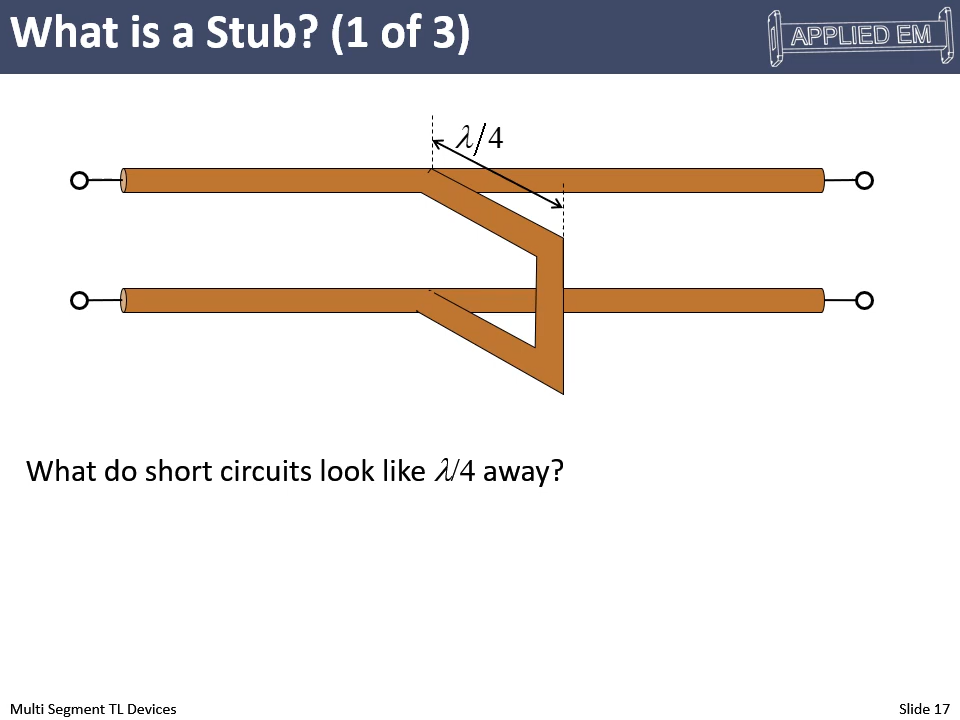 What is a Stub? (1 of 3)
APPLIED EM
λ/4
What do short circuits look like λ/4 away?
Multi Segment TL Devices
Slide 17